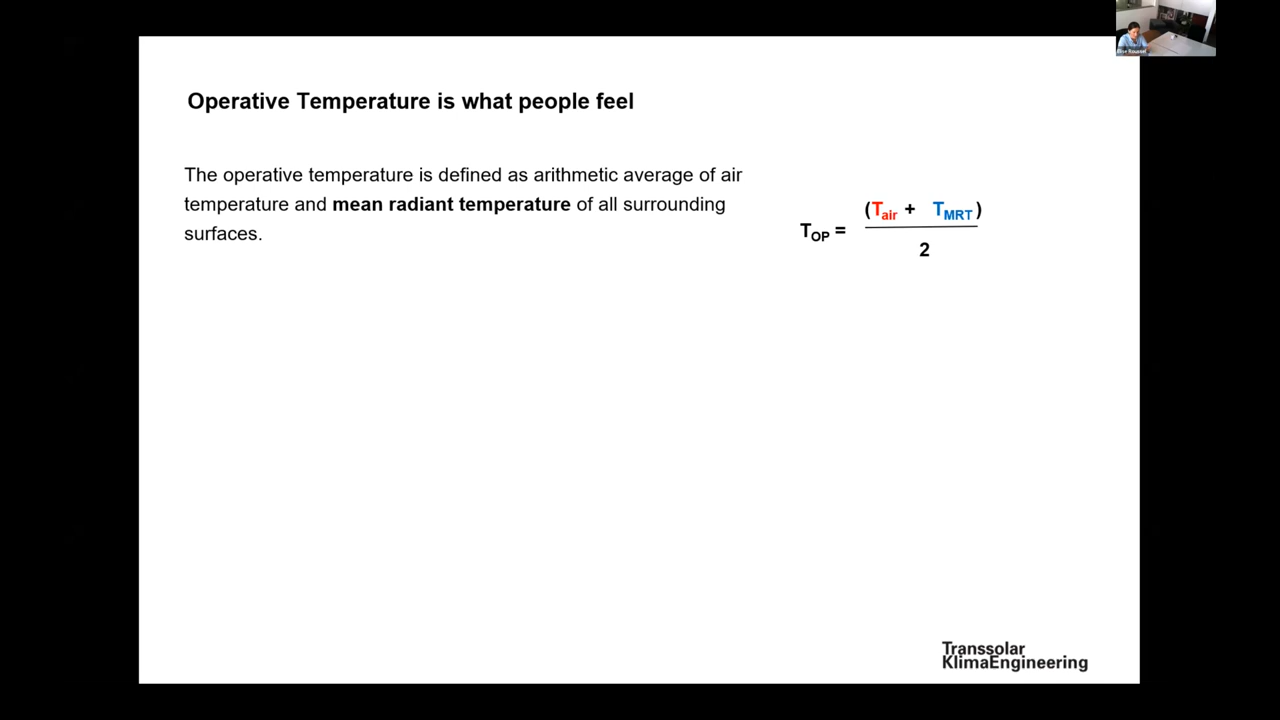 Operative Temperature is what people feel
The operative temperature is defined as arithmetic average of air
temperature and mean radiant temperature of all surrounding
surfaces.
(Tair + TMRT)
TOP =
2
Transsolar
KlimaEngineering